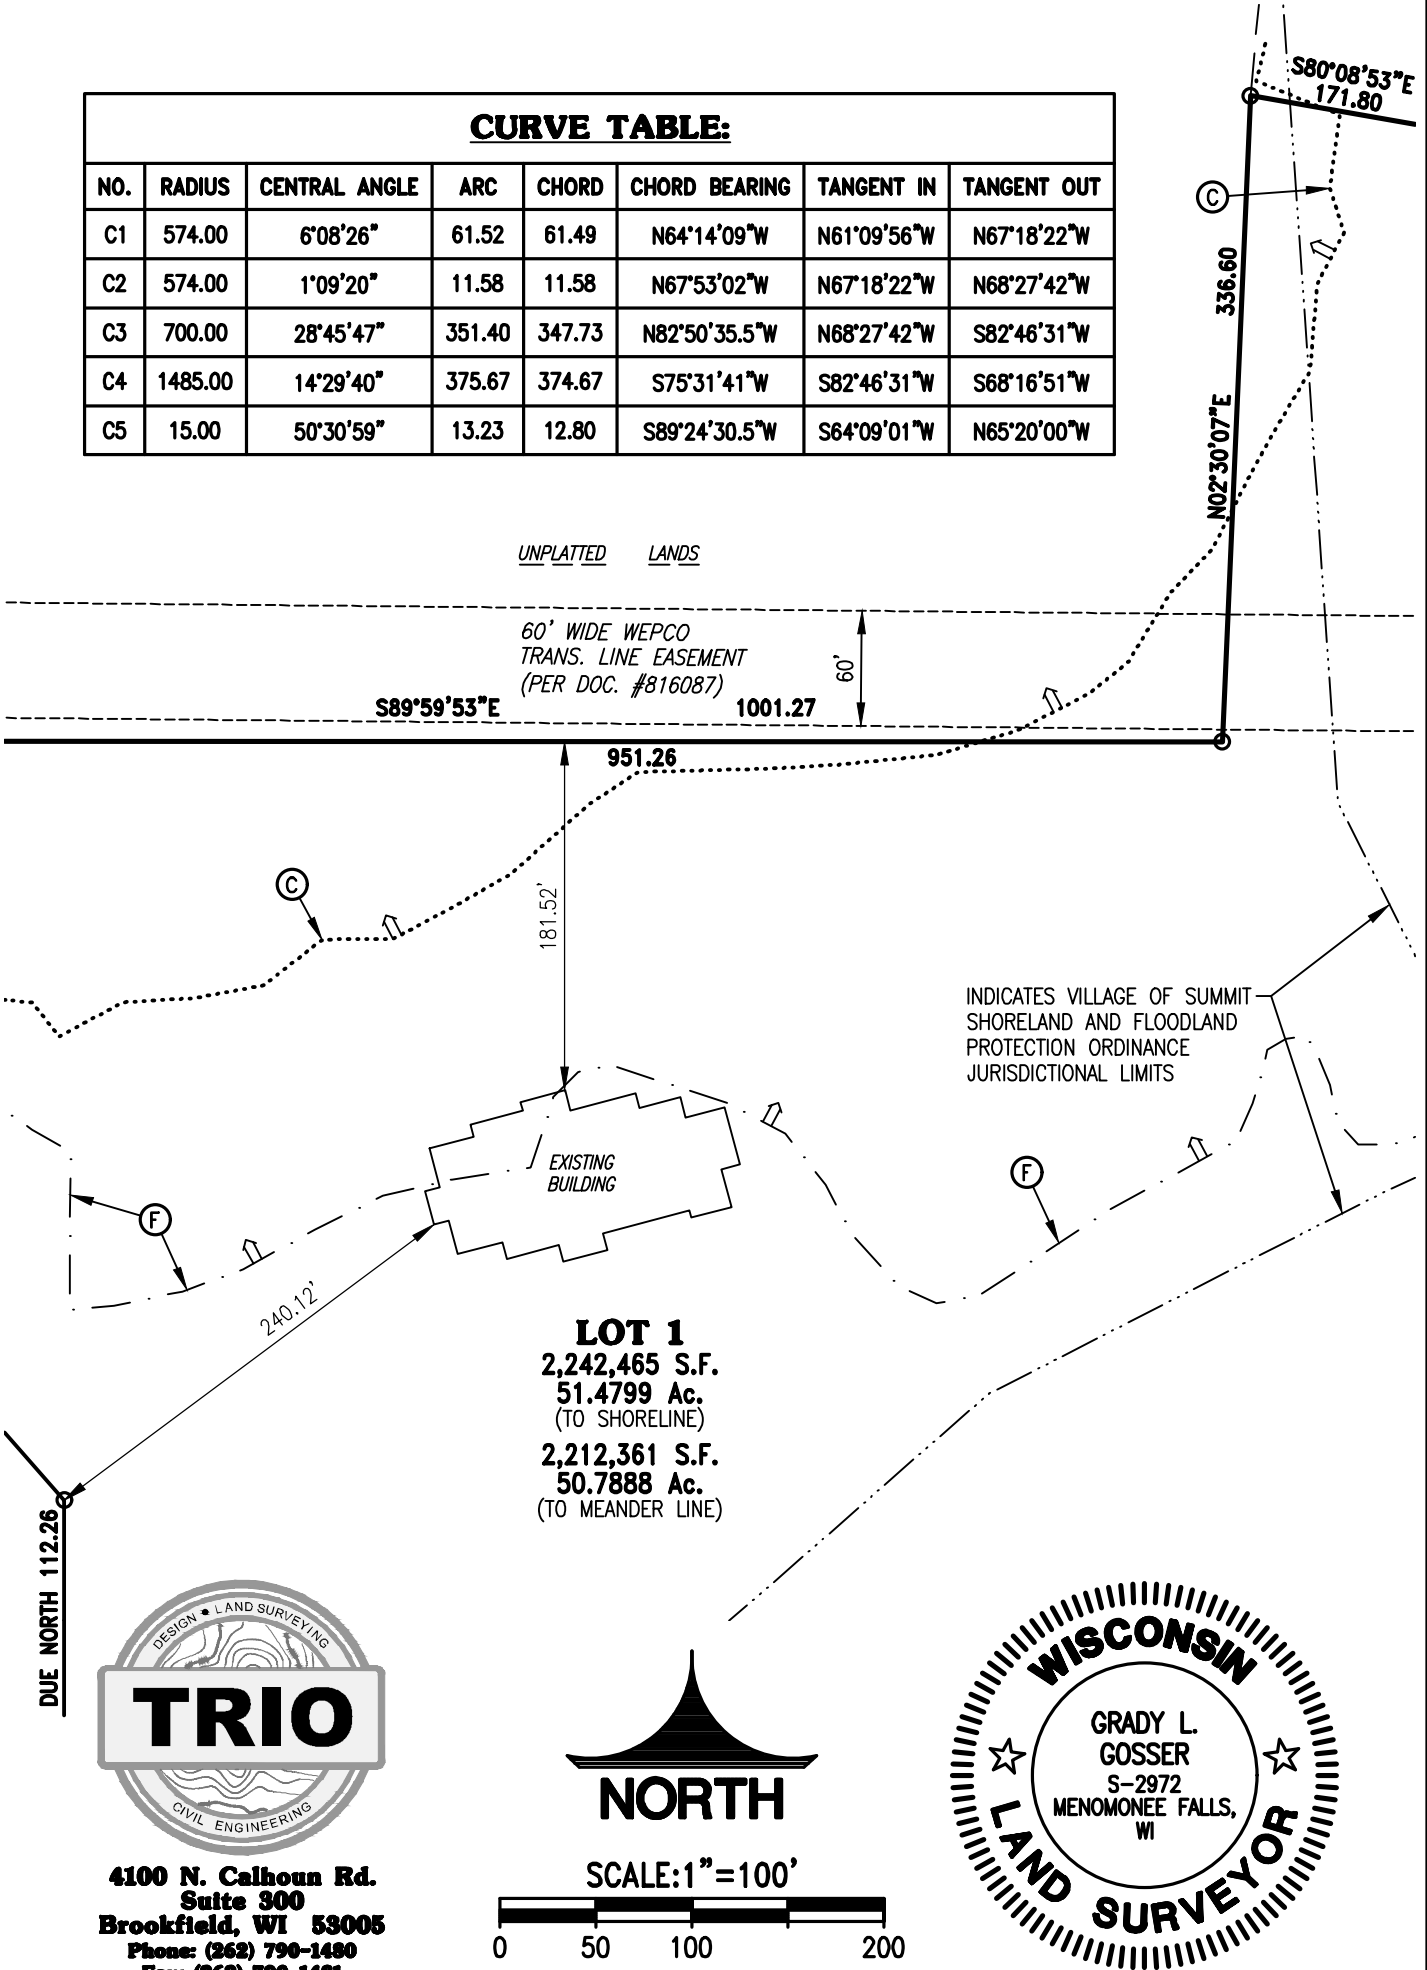 S80°08'53"E
171.80
CURVE TABLE:
NO. RADIUS CENTRAL ANGLE ARC CHORD CHORD BEARING TANGENT IN TANGENT OUT
C1 574.00 6°08'26" 61.52 61.49 N64°14'09"W N61°09'56"W N67°18'22"W
C2 574.00 1°09'20" 11.58 11.58 N67°53'02"W N67°18'22"W N68°27'42"W
C3 700.00 28°45'47" 351.40 347.73 N82°50'35.5"W N68°27'42"W S82°46'31"W
C4 1485.00 14°29'40" 375.67 374.67 S75°31'41"W S82°46'31"W S68°16'51"W
C5 15.00 50°30'59" 13.23 12.80 S89°24'30.5"W S64°09'01"W N65°20'00"W
C
N02°30'07"E 336.60
UNPLATTED LANDS
60' WIDE WEPCO
TRANS. LINE EASEMENT
(PER DOC. #816087)
60'
S89°59'53"E 1001.27
951.26
C
181.52'
INDICATES VILLAGE OF SUMMIT
SHORELAND AND FLOODLAND
PROTECTION ORDINANCE
JURISDICTIONAL LIMITS
EXISTING
BUILDING
F
F
240.12'
LOT 1
2,242,465 S.F.
51.4799 Ac.
(TO SHORELINE)
2,212,361 S.F.
50.7888 Ac.
(TO MEANDER LINE)
DUE NORTH 112.26
DESIGN • LAND SURVEYING
TRIO
CIVIL ENGINEERING
4100 N. Calhoun Rd.
Suite 300
Brookfield, WI 53005
Phone: (262) 790-1480
Fax: (262) 790-1481
NORTH
SCALE:1"=100'
0 50 100 200
WISCONSIN
GRADY L.
GOSSER
S-2972
MENOMONEE FALLS,
WI
LAND SURVEYOR